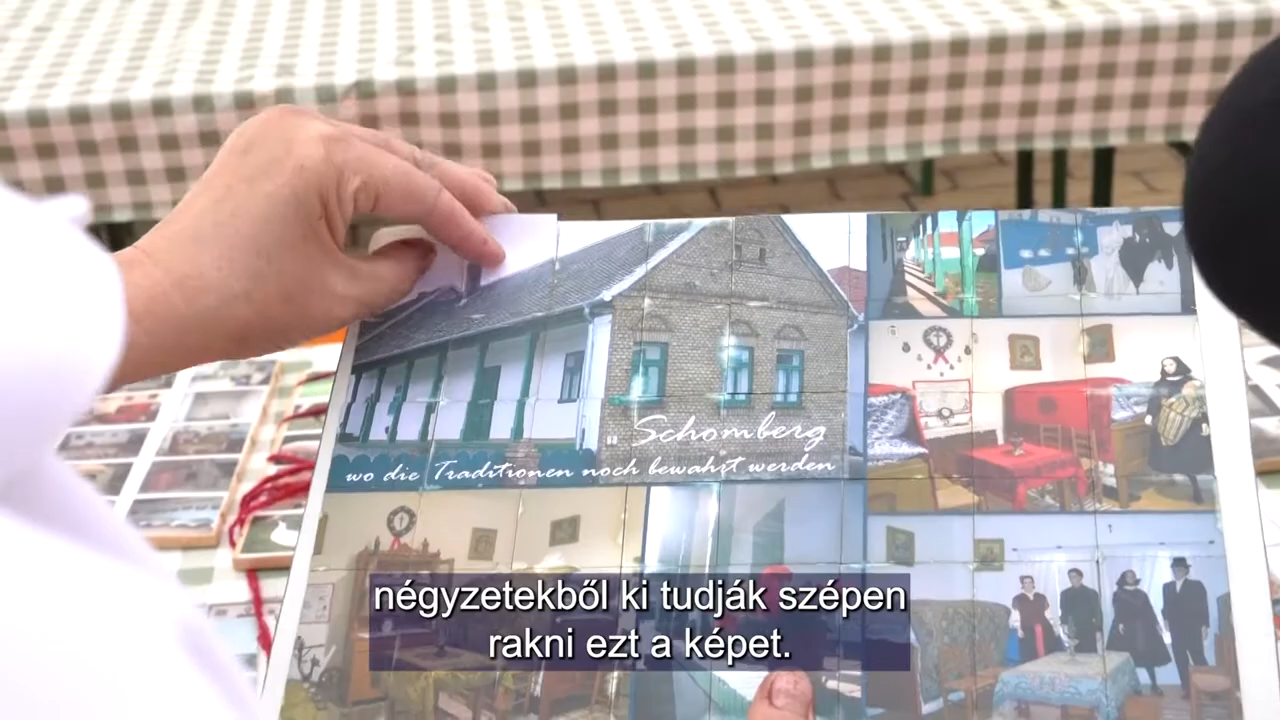 Schomberg
wo die Traditionen noch bewahrt werden
négyzetekből ki tudják szépen
rakni ezt a képet.